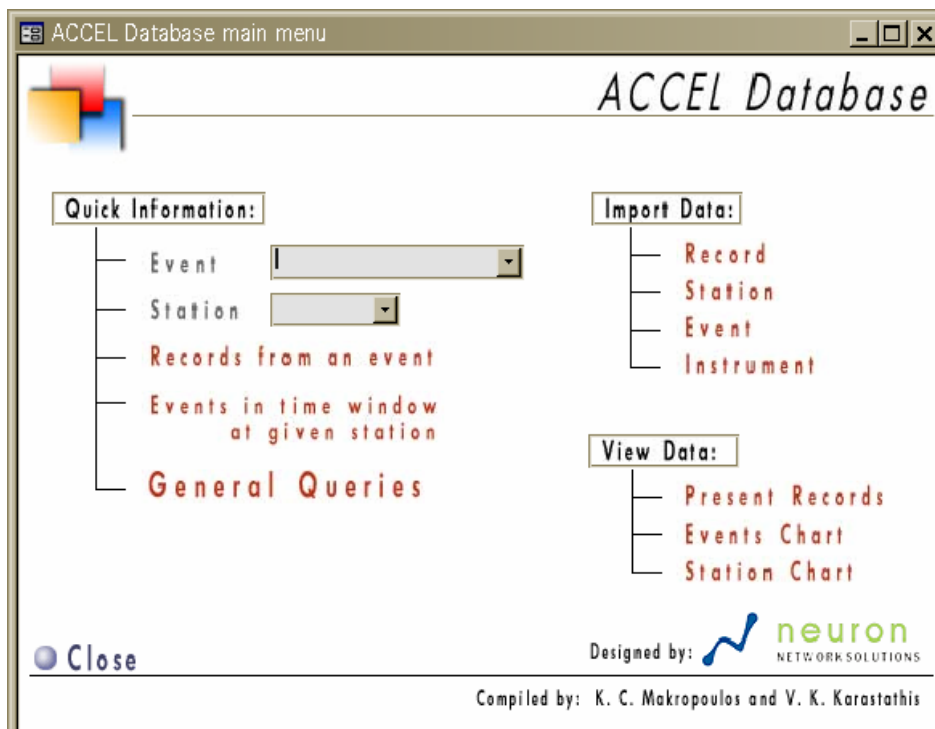 ACCEL Database main menu
ACCEL Database
Quick Information:
Event
Station
Records from an event
Events in time window
at given station
General Queries
Import Data:
Record
Station
Event
Instrument
View Data:
Present Records
Events Chart
Station Chart
Close
Designed by:
neuron
NETWORK SOLUTIONS
Compiled by: K. C. Makropoulos and V. K. Karastathis